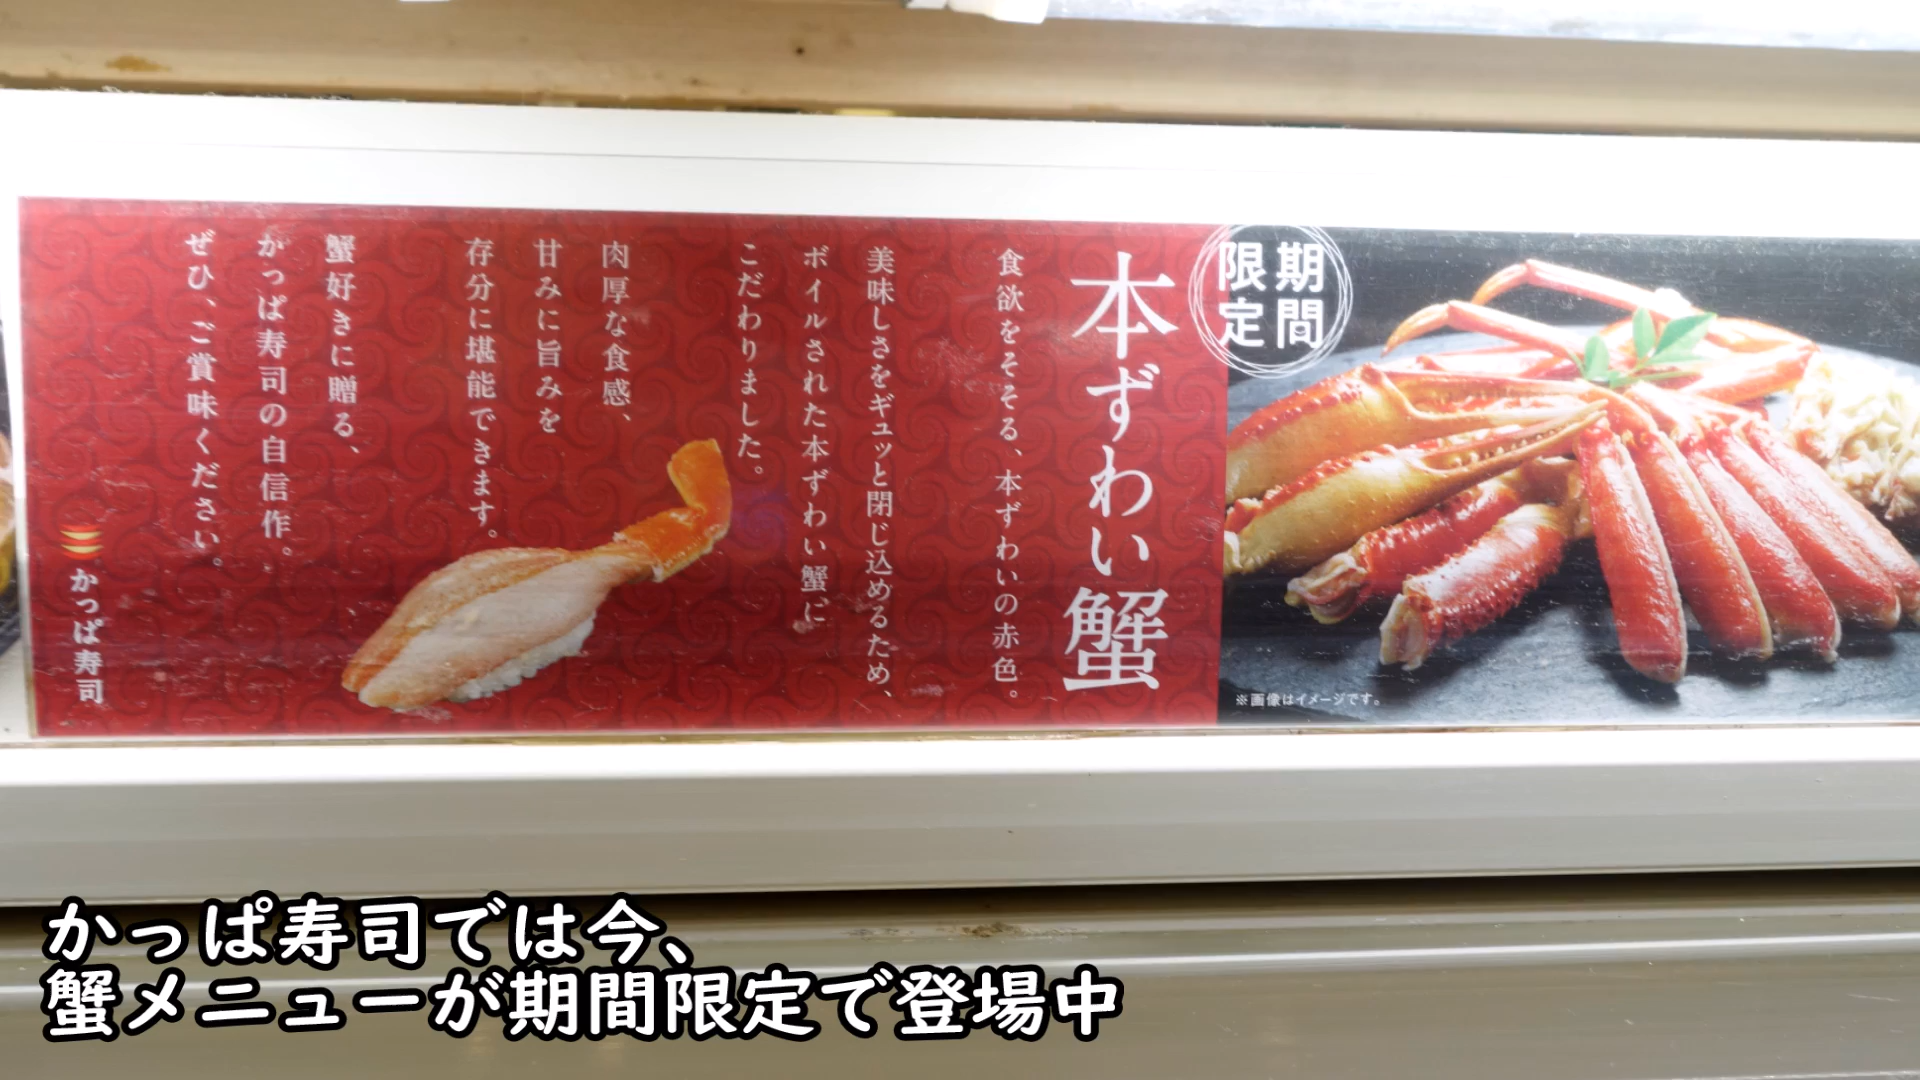 期間
限定
本ずわい蟹
食欲をそそる、本ずわいの赤色。
美味しさをギュッと閉じ込めるため、
ボイルされた本ずわい蟹に
こだわりました。
肉厚な食感、
甘みに旨みを
存分に堪能できます。
蟹好きに贈る、
かっぱ寿司の自信作。
ぜひ、ご賞味ください。
かっぱ寿司
※画像はイメージです。
かっぱ寿司では今、
蟹メニューが期間限定で登場中